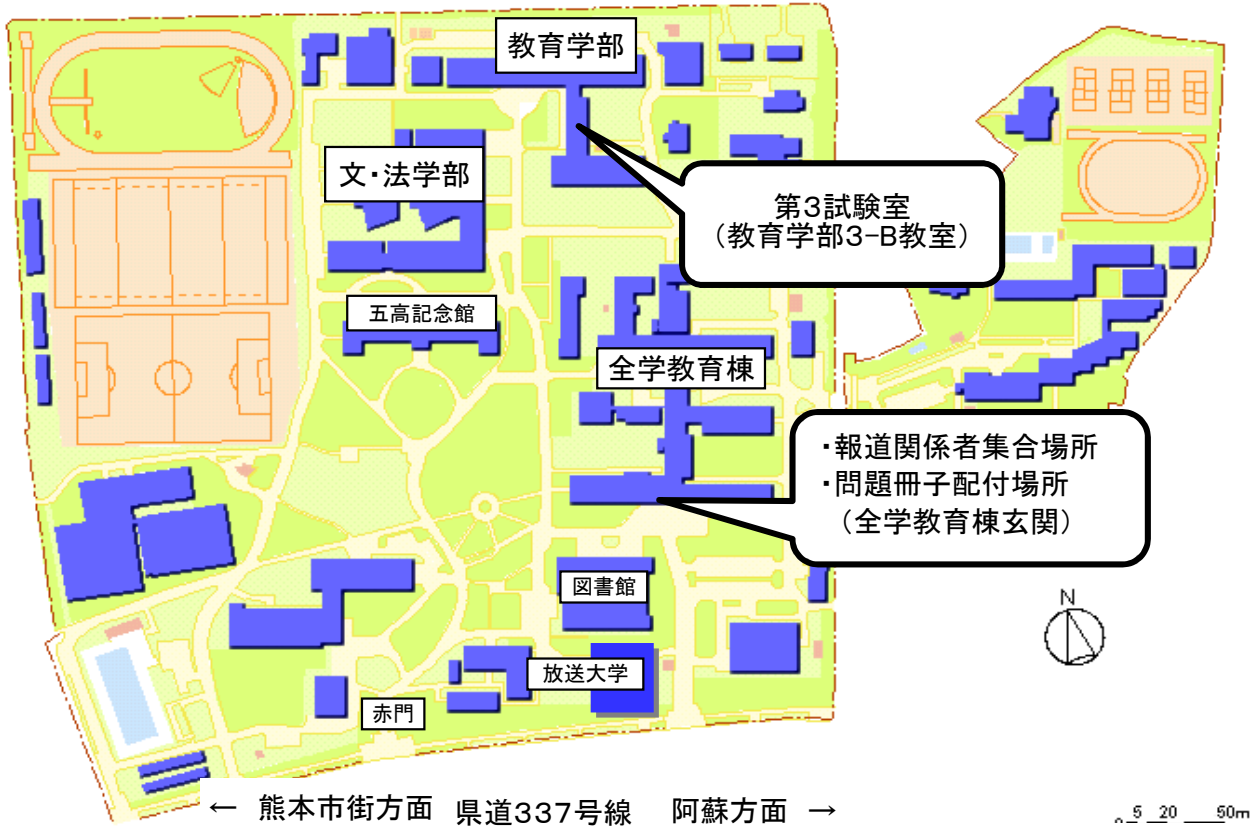 教育学部
文・法学部
第3試験室
（教育学部3-B教室）
五高記念館
全学教育棟
・報道関係者集合場所
・問題冊子配付場所
（全学教育棟玄関）
図書館
N
放送大学
赤門
← 熊本市街方面 県道337号線 阿蘇方面 →
0 5 20 50m